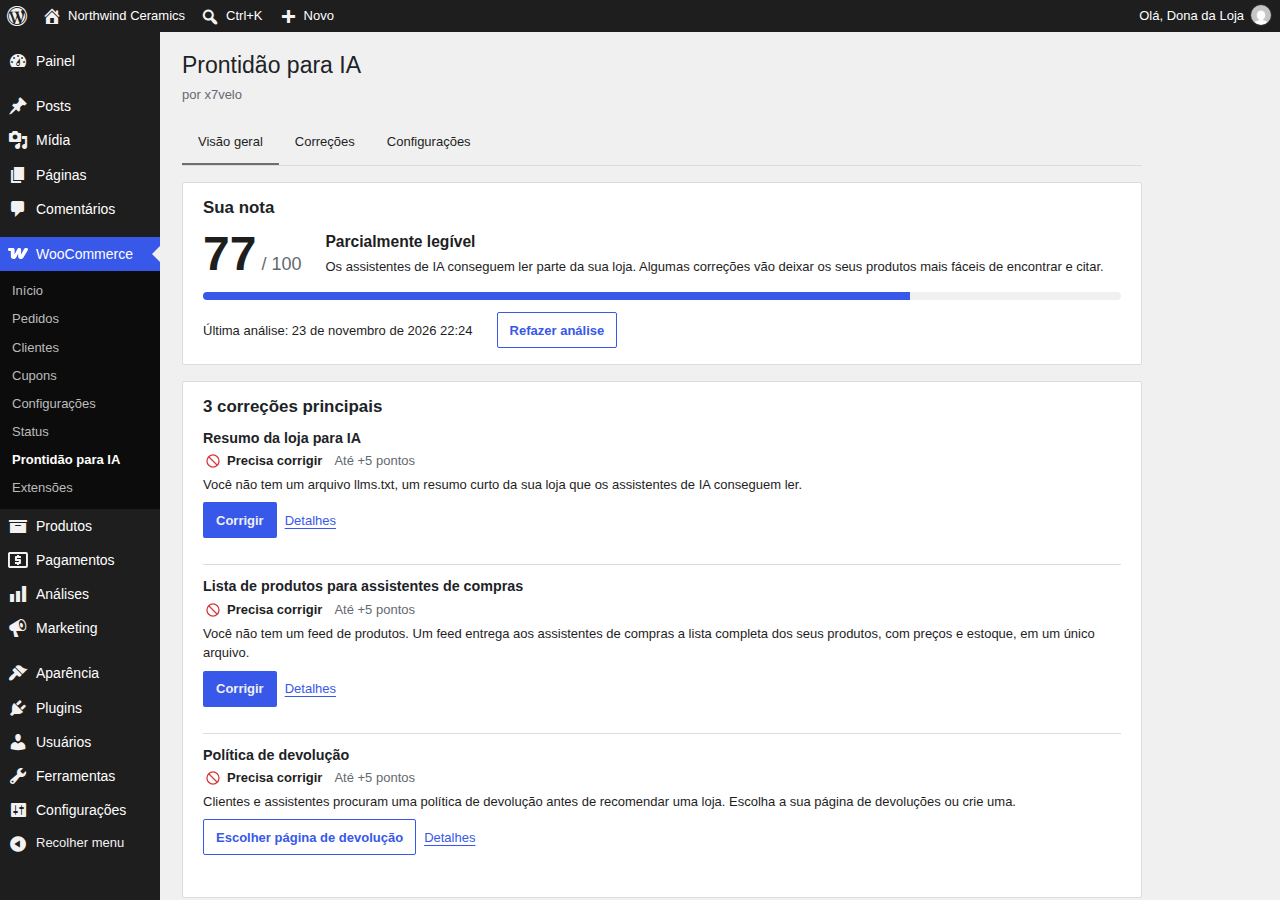 Northwind Ceramics
Ctrl+K
Novo
Olá, Dona da Loja
Painel
Posts
Mídia
Páginas
Comentários
WooCommerce
Início
Pedidos
Clientes
Cupons
Configurações
Status
Prontidão para IA
Extensões
Produtos
Pagamentos
Análises
Marketing
Aparência
Plugins
Usuários
Ferramentas
Configurações
Recolher menu
Prontidão para IA
por x7velo
Visão geral
Correções
Configurações
Sua nota
77 / 100
Parcialmente legível
Os assistentes de IA conseguem ler parte da sua loja. Algumas correções vão deixar os seus produtos mais fáceis de encontrar e citar.
Última análise: 23 de novembro de 2026 22:24
Refazer análise
3 correções principais
Resumo da loja para IA
Precisa corrigir Até +5 pontos
Você não tem um arquivo llms.txt, um resumo curto da sua loja que os assistentes de IA conseguem ler.
Corrigir Detalhes
Lista de produtos para assistentes de compras
Precisa corrigir Até +5 pontos
Você não tem um feed de produtos. Um feed entrega aos assistentes de compras a lista completa dos seus produtos, com preços e estoque, em um único
arquivo.
Corrigir Detalhes
Política de devolução
Precisa corrigir Até +5 pontos
Clientes e assistentes procuram uma política de devolução antes de recomendar uma loja. Escolha a sua página de devoluções ou crie uma.
Escolher página de devolução Detalhes